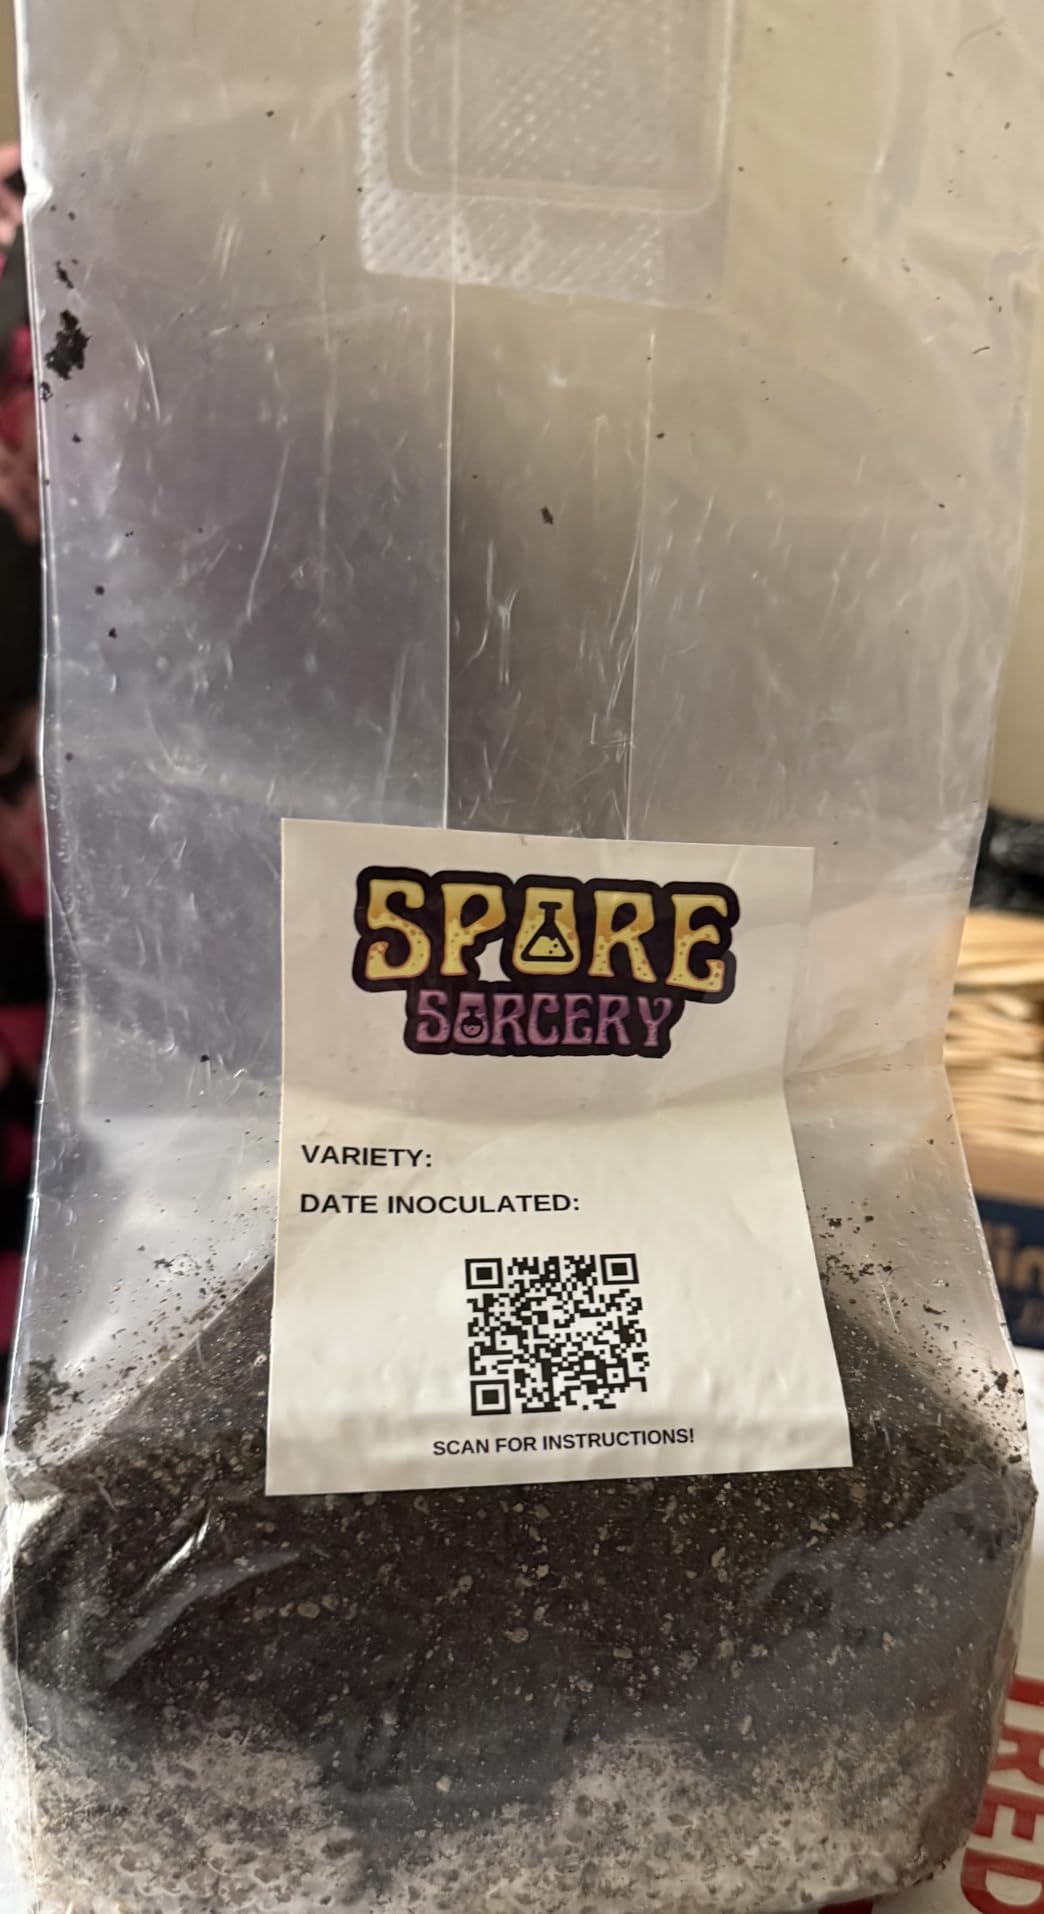 SPORE
SORCERY
VARIETY:
DATE INOCULATED:
SCAN FOR INSTRUCTIONS!